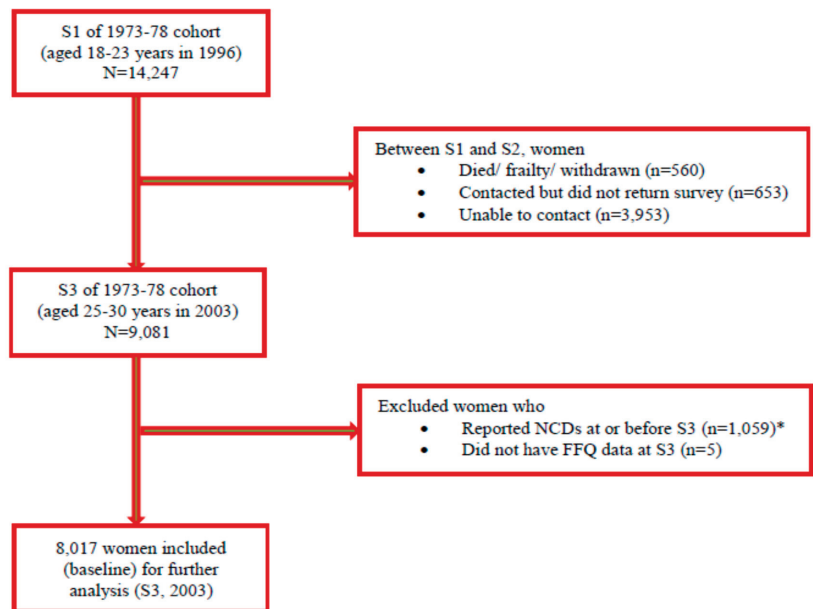 S1 of 1973-78 cohort
(aged 18-23 years in 1996)
N=14,247
Between S1 and S2, women
• Died/ frailty/ withdrawn (n=560)
• Contacted but did not return survey (n=653)
• Unable to contact (n=3,953)
S3 of 1973-78 cohort
(aged 25-30 years in 2003)
N=9,081
Excluded women who
• Reported NCDs at or before S3 (n=1,059)*
• Did not have FFQ data at S3 (n=5)
8,017 women included
(baseline) for further
analysis (S3, 2003)